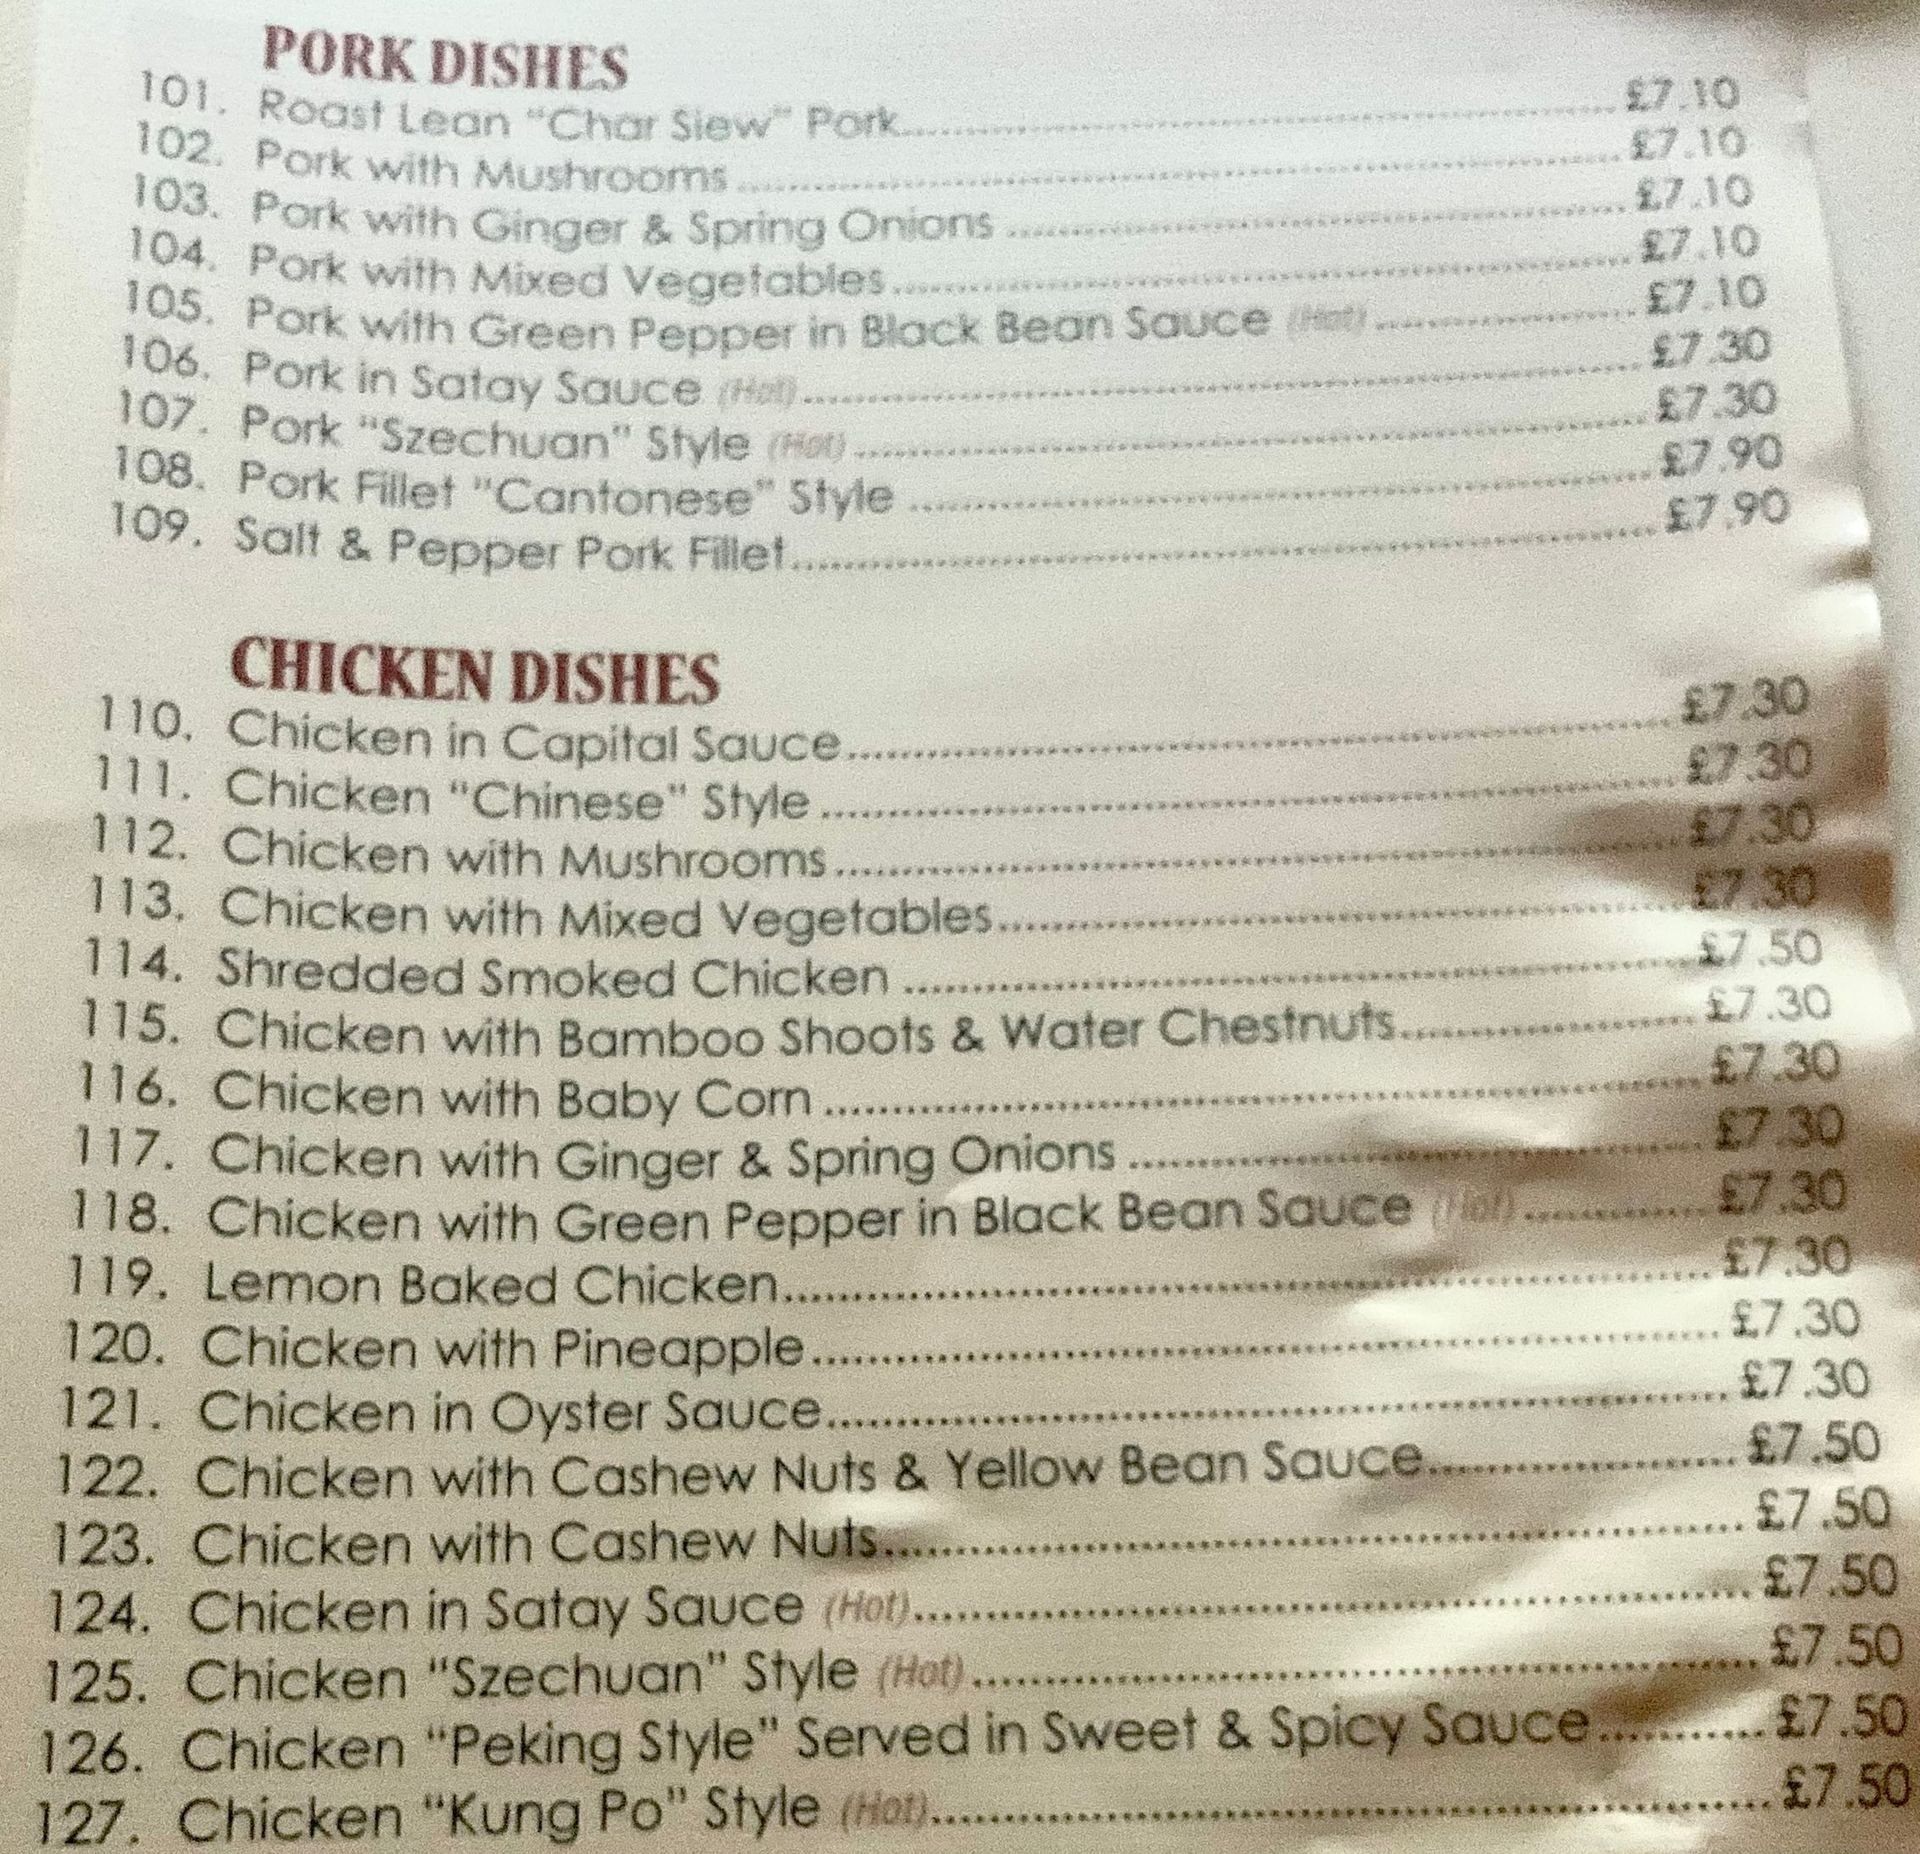 PORK DISHES
101. Roast Lean "Char Siew" Pork.......... £7.10
102. Pork with Mushrooms .......... £7.10
103. Pork with Ginger & Spring Onions .......... £7.10
104. Pork with Mixed Vegetables.......... £7.10
105. Pork with Green Pepper in Black Bean Sauce (Hot) .......... £7.10
106. Pork in Satay Sauce (Hot).......... £7.30
107. Pork "Szechuan" Style (Hot) .......... £7.30
108. Pork Fillet "Cantonese" Style .......... £7.90
109. Salt & Pepper Pork Fillet.......... £7.90
CHICKEN DISHES
110. Chicken in Capital Sauce.......... £7.30
111. Chicken "Chinese" Style .......... £7.30
112. Chicken with Mushrooms.......... £7.30
113. Chicken with Mixed Vegetables.......... £7.30
114. Shredded Smoked Chicken .......... £7.50
115. Chicken with Bamboo Shoots & Water Chestnuts.......... £7.30
116. Chicken with Baby Corn .......... £7.30
117. Chicken with Ginger & Spring Onions .......... £7.30
118. Chicken with Green Pepper in Black Bean Sauce (Hot) .......... £7.30
119. Lemon Baked Chicken.......... £7.30
120. Chicken with Pineapple.......... £7.30
121. Chicken in Oyster Sauce.......... £7.30
122. Chicken with Cashew Nuts & Yellow Bean Sauce.......... £7.50
123. Chicken with Cashew Nuts.......... £7.50
124. Chicken in Satay Sauce (Hot).......... £7.50
125. Chicken "Szechuan" Style (Hot) .......... £7.50
126. Chicken "Peking Style" Served in Sweet & Spicy Sauce.......... £7.50
127. Chicken "Kung Po" Style (Hot).......... £7.50